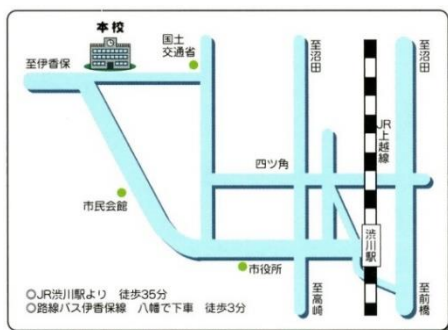 本校
国土
交通省
至沼田
至沼田
至伊香保
JR上越線
四ツ角
市民会館
渋川駅
市役所
至高崎
至前橋
○JR渋川駅より 徒歩35分
○路線バス伊香保線 八幡で下車 徒歩3分